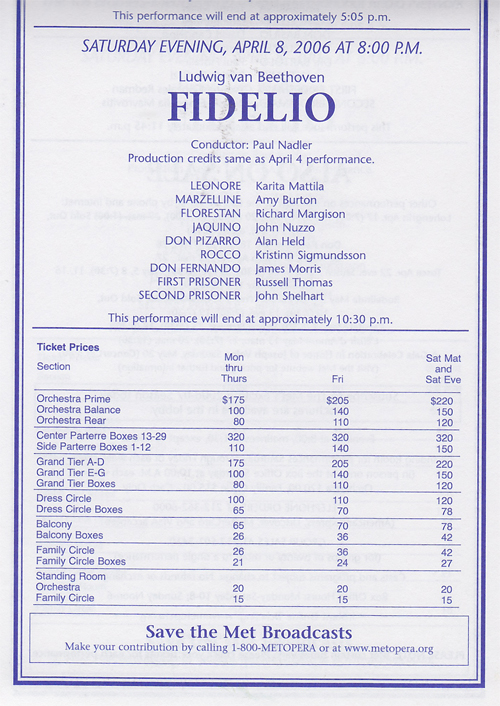 This performance will end at approximately 5:05 p.m.
SATURDAY EVENING, APRIL 8, 2006 AT 8:00 P.M.
Ludwig van Beethoven
FIDELIO
Conductor: Paul Nadler
Production credits same as April 4 performance.
LEONORE Karita Mattila
MARZELLINE Amy Burton
FLORESTAN Richard Margison
JAQUINO John Nuzzo
DON PIZARRO Alan Held
ROCCO Kristinn Sigmundsson
DON FERNANDO James Morris
FIRST PRISONER Russell Thomas
SECOND PRISONER John Shelhart
This performance will end at approximately 10:30 p.m.
Ticket Prices
Section Mon thru Thurs Fri Sat Mat and Sat Eve
Orchestra Prime $175 $205 $220
Orchestra Balance 100 140 150
Orchestra Rear 80 110 120
Center Parterre Boxes 13-29 320 320 320
Side Parterre Boxes 1-12 110 140 150
Grand Tier A-D 175 205 220
Grand Tier E-G 100 140 150
Grand Tier Boxes 80 110 120
Dress Circle 100 110 120
Dress Circle Boxes 65 70 78
Balcony 65 70 78
Balcony Boxes 26 36 42
Family Circle 26 36 42
Family Circle Boxes 21 24 27
Standing Room
Orchestra 20 20 20
Family Circle 15 15 15
Save the Met Broadcasts
Make your contribution by calling 1-800-METOPERA or at www.metopera.org